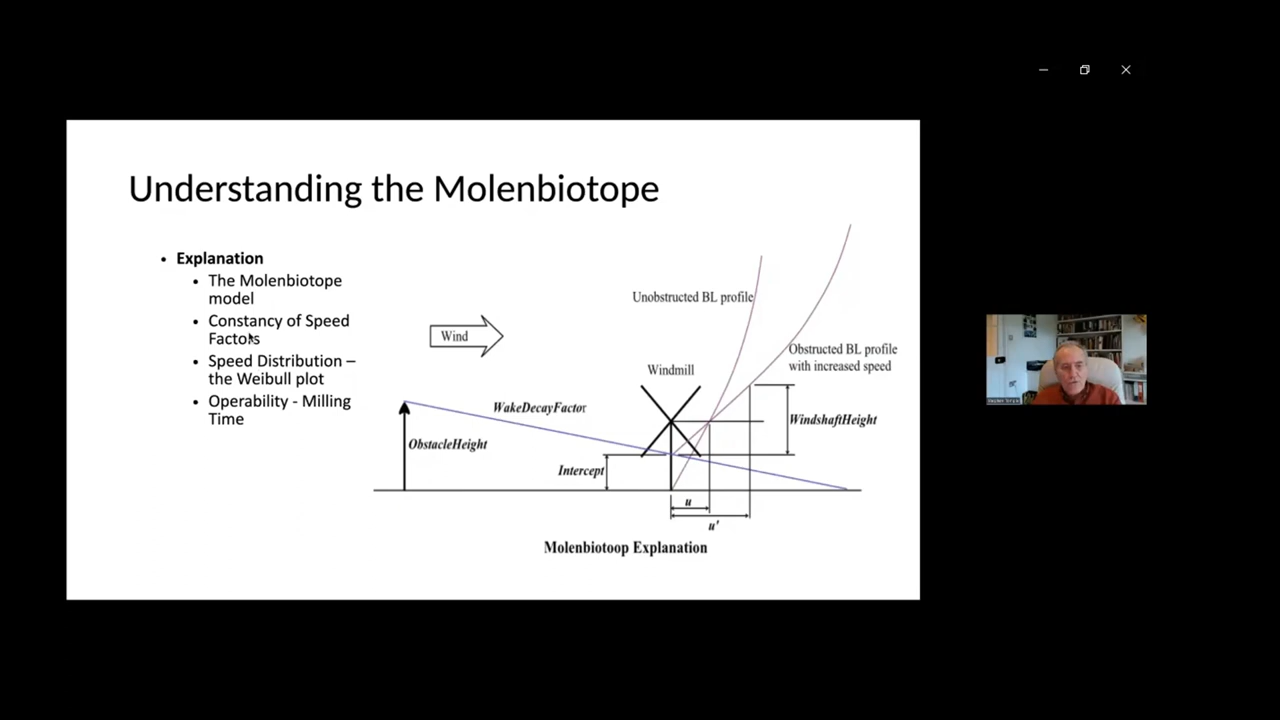 Understanding the Molenbiotope
• Explanation
• The Molenbiotope
model
• Constancy of Speed
Factors
• Speed Distribution –
the Weibull plot
• Operability - Milling
Time
Wind
Unobstructed BL profile
Obstructed BL profile
with increased speed
Windmill
WakeDecayFactor
ObstacleHeight
WindshaftHeight
Intercept
u
u'
Molenbiotoop Explanation